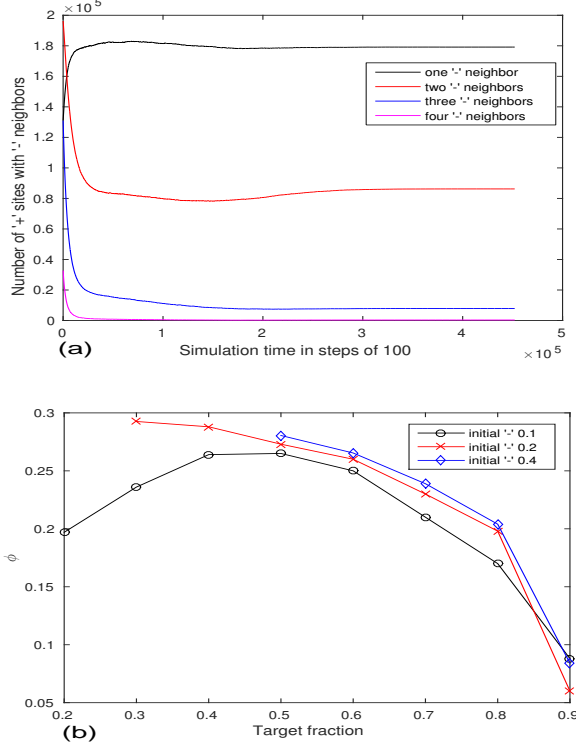 2 ×10^5
1.8
1.6
1.4
1.2
1
0.8
0.6
0.4
0.2
0
Number of '+' sites with '-' neighbors
one '-' neighbor
two '-' neighbors
three '-' neighbors
four '-' neighbors
0 1 2 3 4 5
×10^5
(a)
Simulation time in steps of 100
0.3
0.25
0.2
0.15
0.1
0.05
ϕ
initial '-' 0.1
initial '-' 0.2
initial '-' 0.4
0.2 0.3 0.4 0.5 0.6 0.7 0.8 0.9
(b)
Target fraction